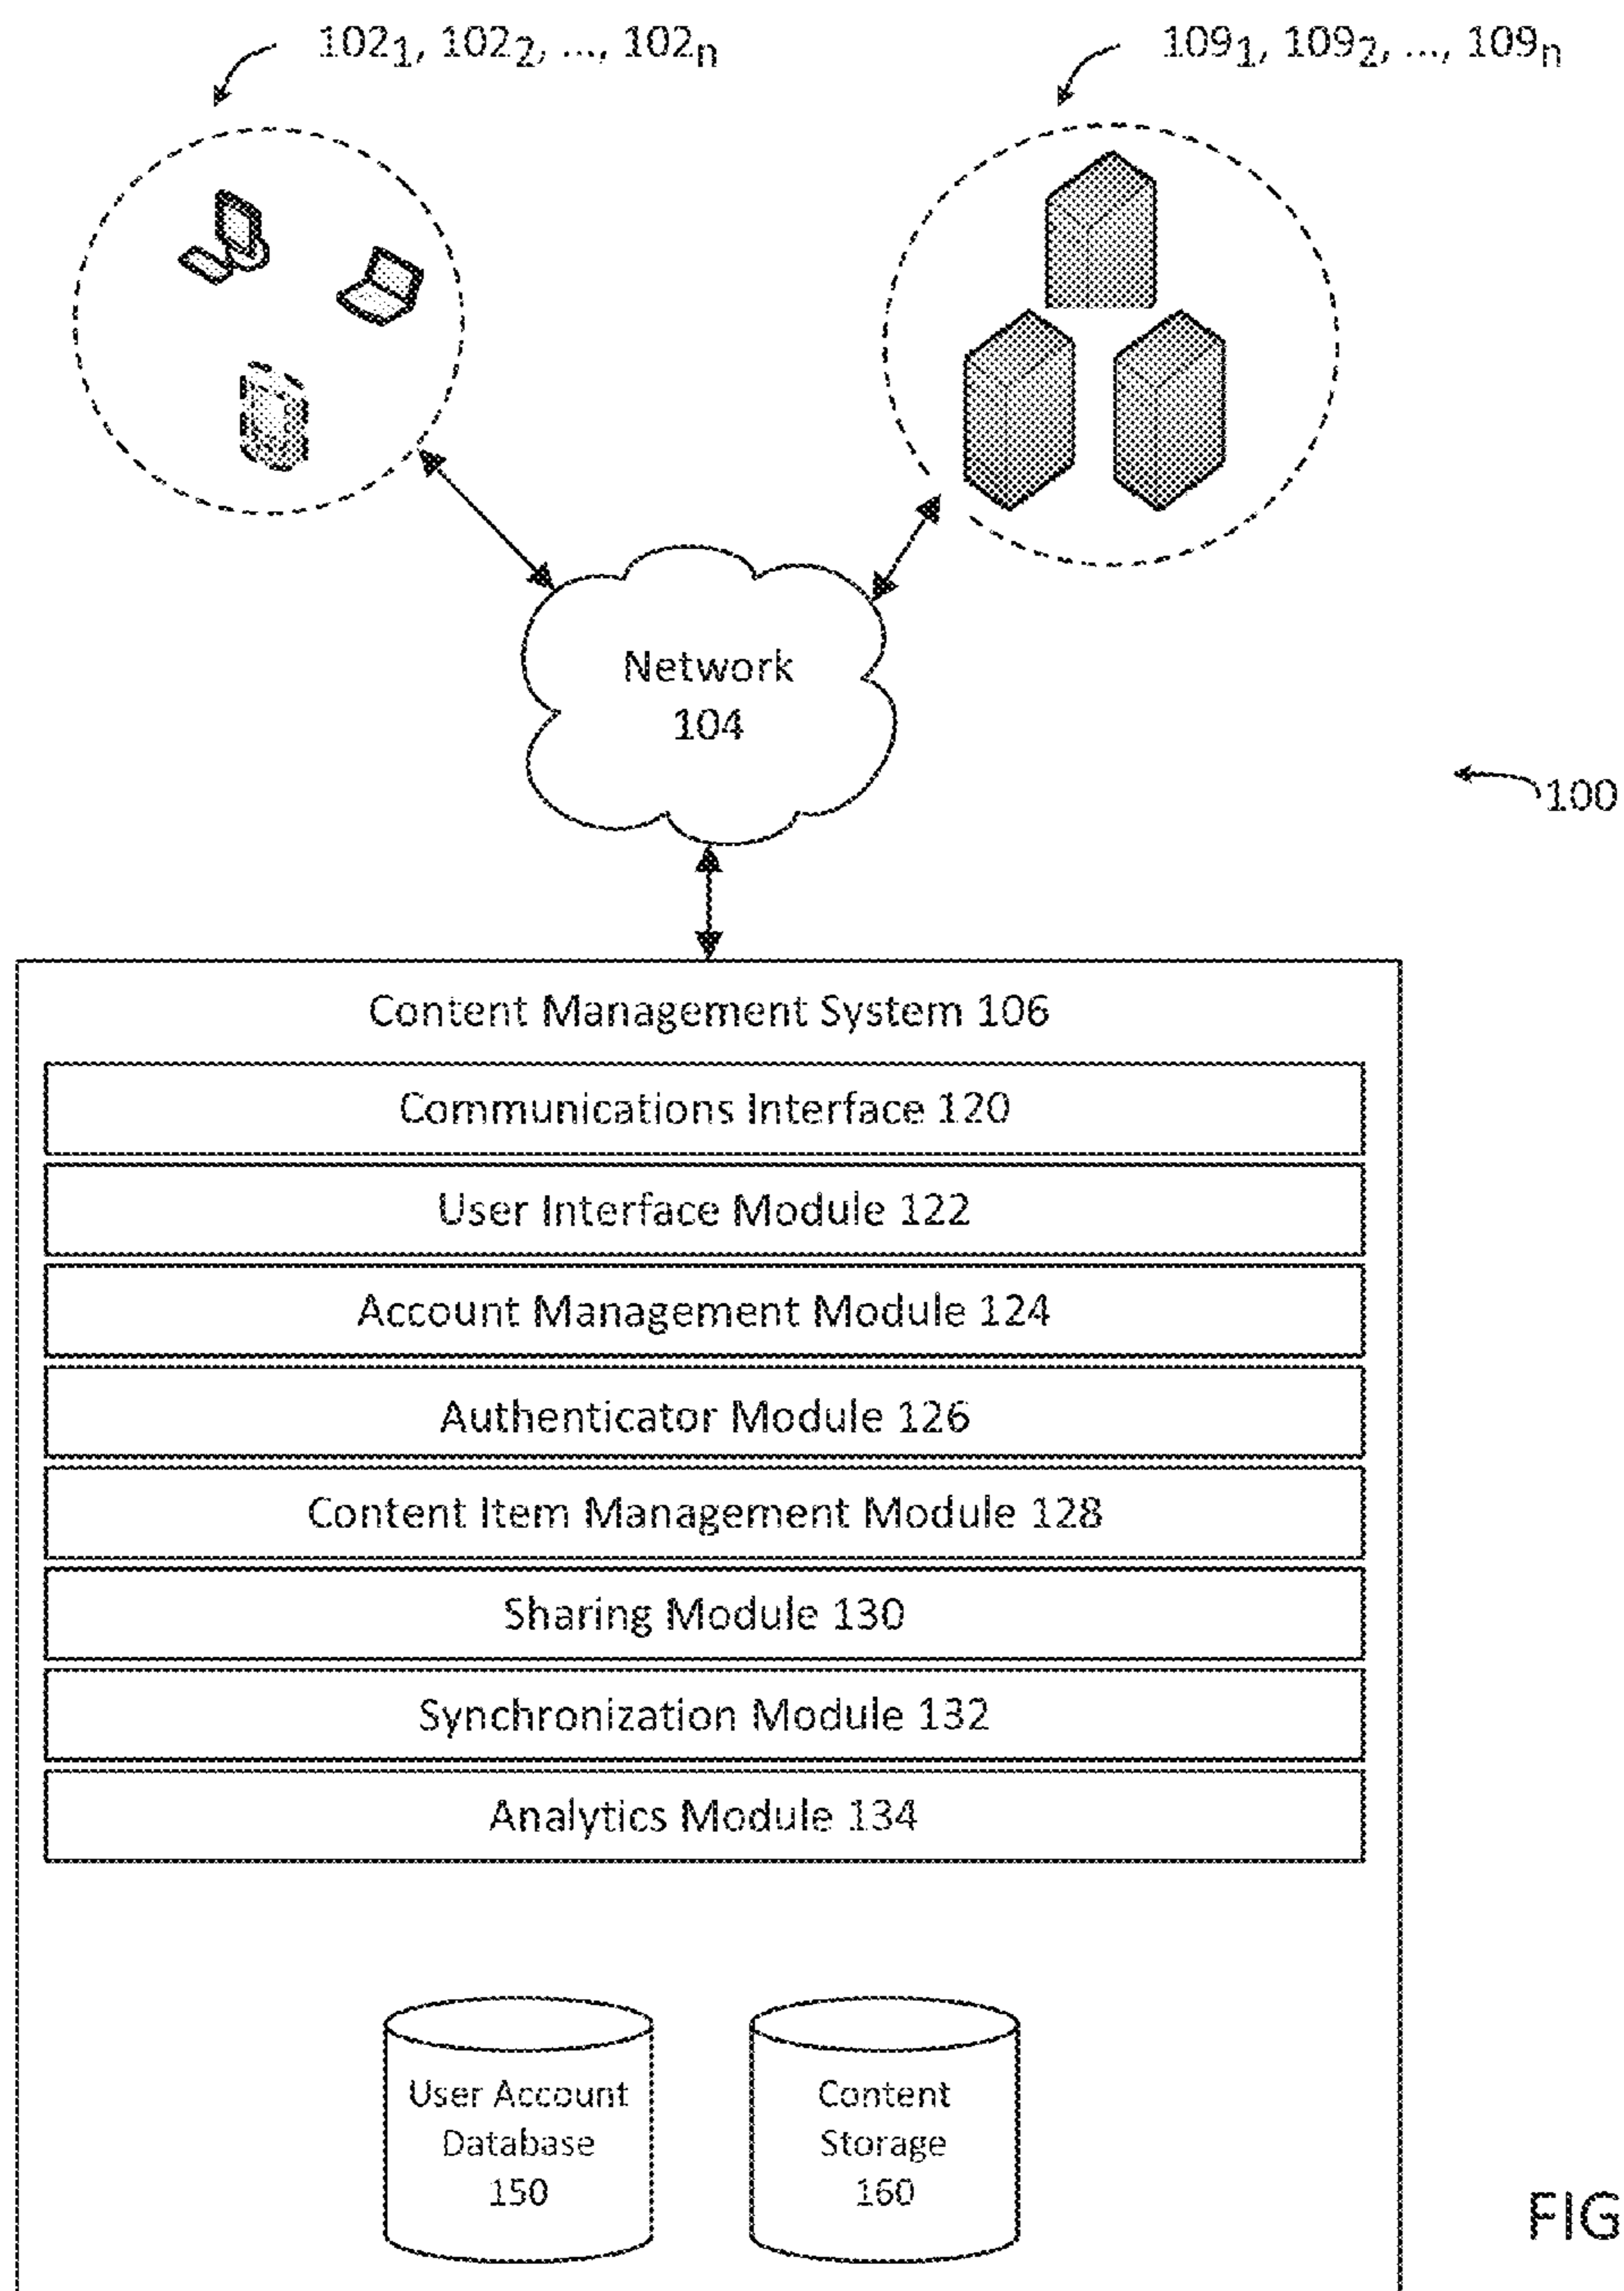 102₁, 102₂, ..., 102ₙ
109₁, 109₂, ..., 109ₙ
Network
104
100
Content Management System 106
Communications Interface 120
User Interface Module 122
Account Management Module 124
Authenticator Module 126
Content Item Management Module 128
Sharing Module 130
Synchronization Module 132
Analytics Module 134
User Account
Database
150
Content
Storage
160
FIG